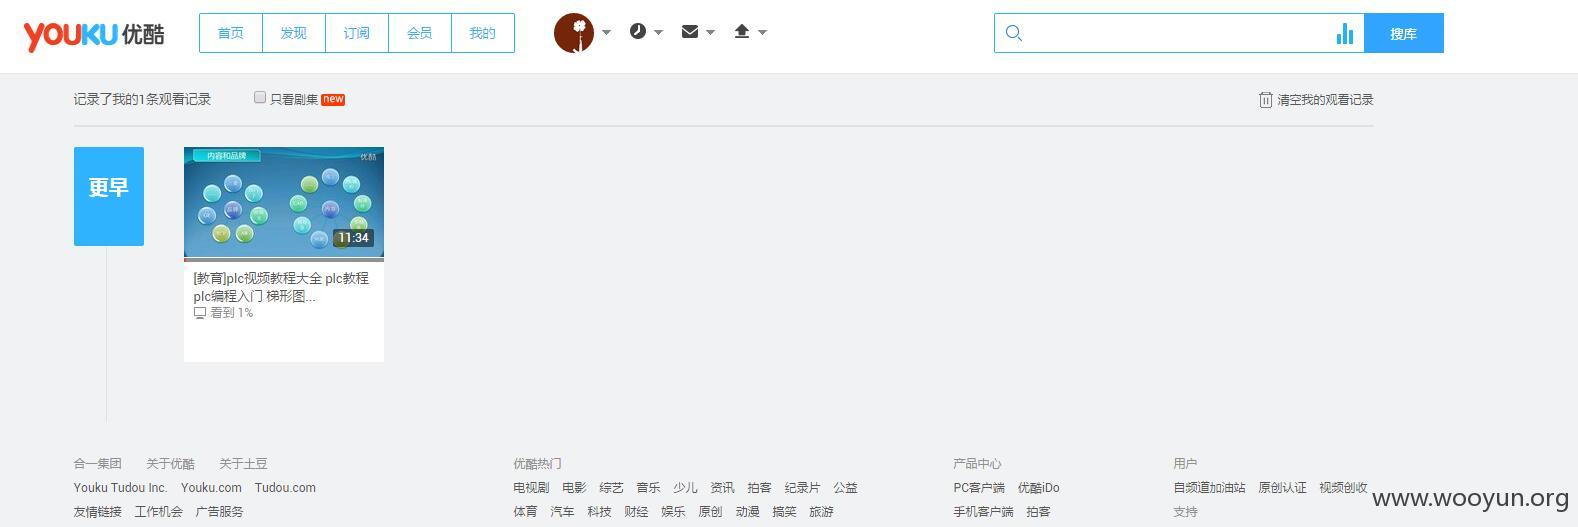 YOUKU 优酷 首页 发现 订阅 会员 我的 搜库
记录了我的1条观看记录 只看剧集 new 清空我的观看记录
更早
内容和品牌 优酷
品牌 内容
11:34
[教育]plc视频教程大全 plc教程
plc编程入门 梯形图...
看到 1%
合一集团 关于优酷 关于土豆 优酷热门 产品中心 用户
Youku Tudou Inc. Youku.com Tudou.com 电视剧 电影 综艺 音乐 少儿 资讯 拍客 纪录片 公益 PC客户端 优酷iDo 自频道加油站 原创认证 视频创收
友情链接 工作机会 广告服务 体育 汽车 科技 财经 娱乐 原创 动漫 搞笑 旅游 手机客户端 拍客 支持
www.wooyun.org